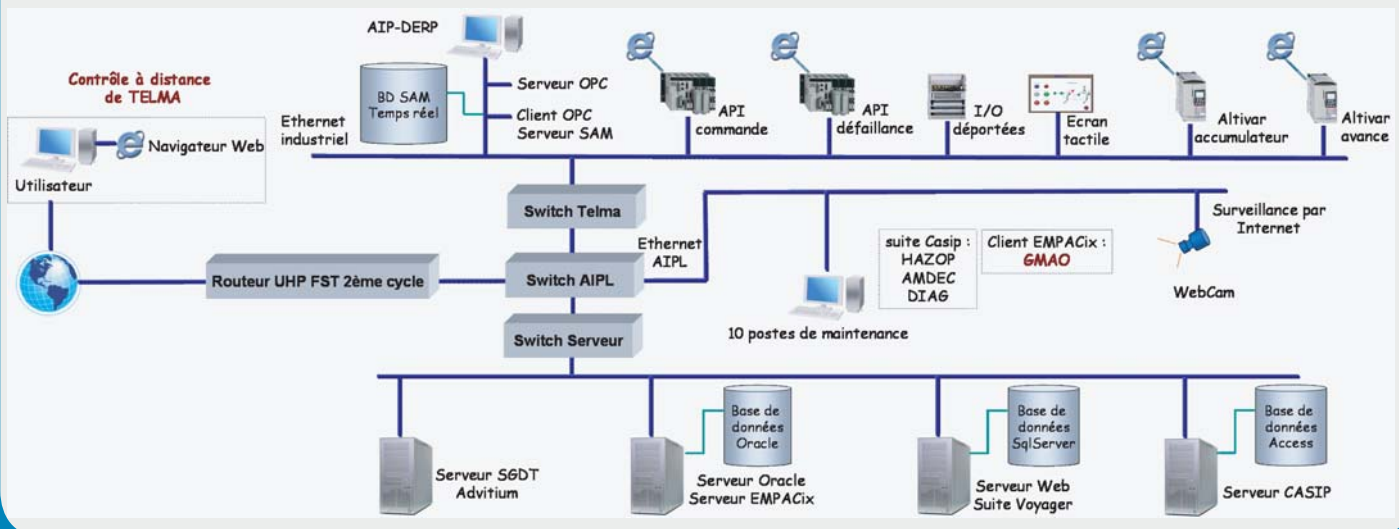 AIP-DERP
Contrôle à distance
de TELMA
Navigateur Web
Utilisateur
BD SAM
Temps réel
Serveur OPC
Client OPC
Serveur SAM
Ethernet
industriel
API
commande
API
défaillance
I/O
déportées
Ecran
tactile
Altivar
accumulateur
Altivar
avance
Switch Telma
Ethernet
AIPL
Routeur UHP FST 2ème cycle
Switch AIPL
Switch Serveur
suite Casip :
HAZOP
AMDEC
DIAG
Client EMPACix :
GMAO
Surveillance par
Internet
WebCam
10 postes de maintenance
Serveur SGDT
Advitium
Base de
données
Oracle
Serveur Oracle
Serveur EMPACix
Base de
données
SqlServer
Serveur Web
Suite Voyager
Base de
données
Access
Serveur CASIP